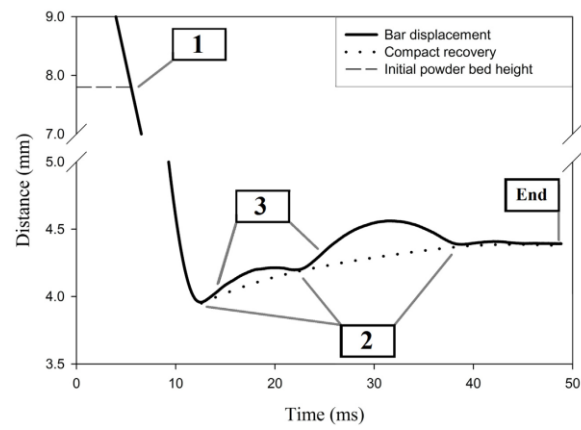 9.0
8.0
7.0
5.0
4.5
4.0
3.5
Distance (mm)
0
10
20
30
40
50
Time (ms)
Bar displacement
Compact recovery
Initial powder bed height
1
3
2
End